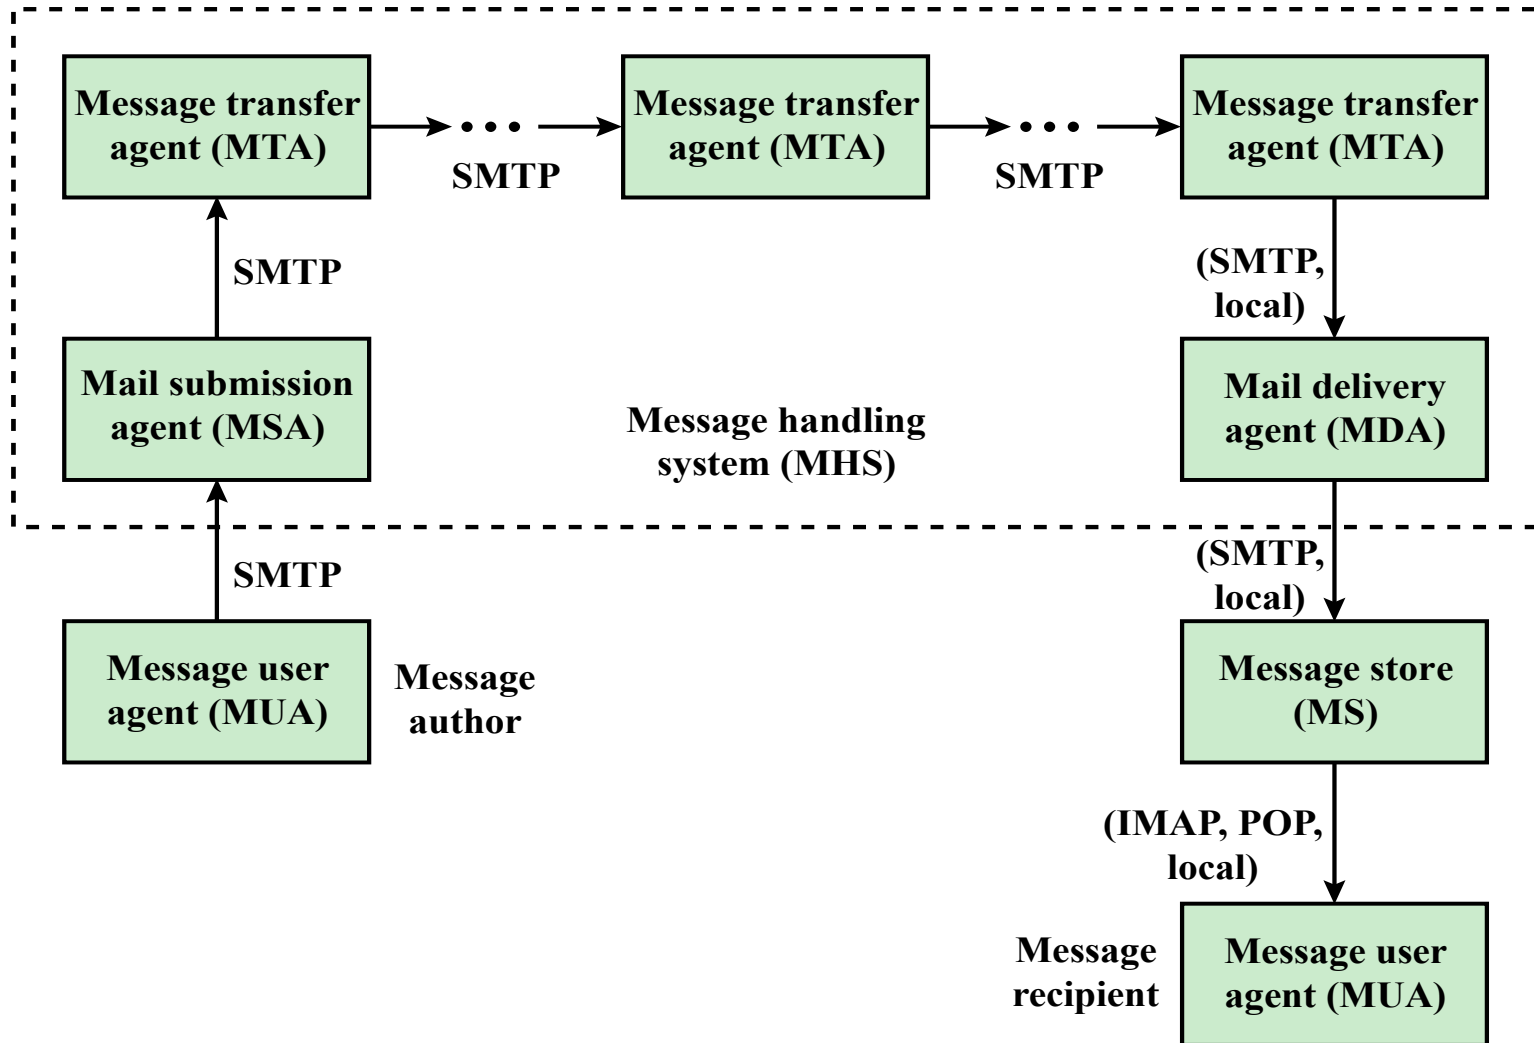 Message transfer
agent (MTA)
SMTP
Message transfer
agent (MTA)
SMTP
Message transfer
agent (MTA)
SMTP
(SMTP,
local)
Mail submission
agent (MSA)
Message handling
system (MHS)
Mail delivery
agent (MDA)
SMTP
(SMTP,
local)
Message user
agent (MUA)
Message
author
Message store
(MS)
(IMAP, POP,
local)
Message
recipient
Message user
agent (MUA)